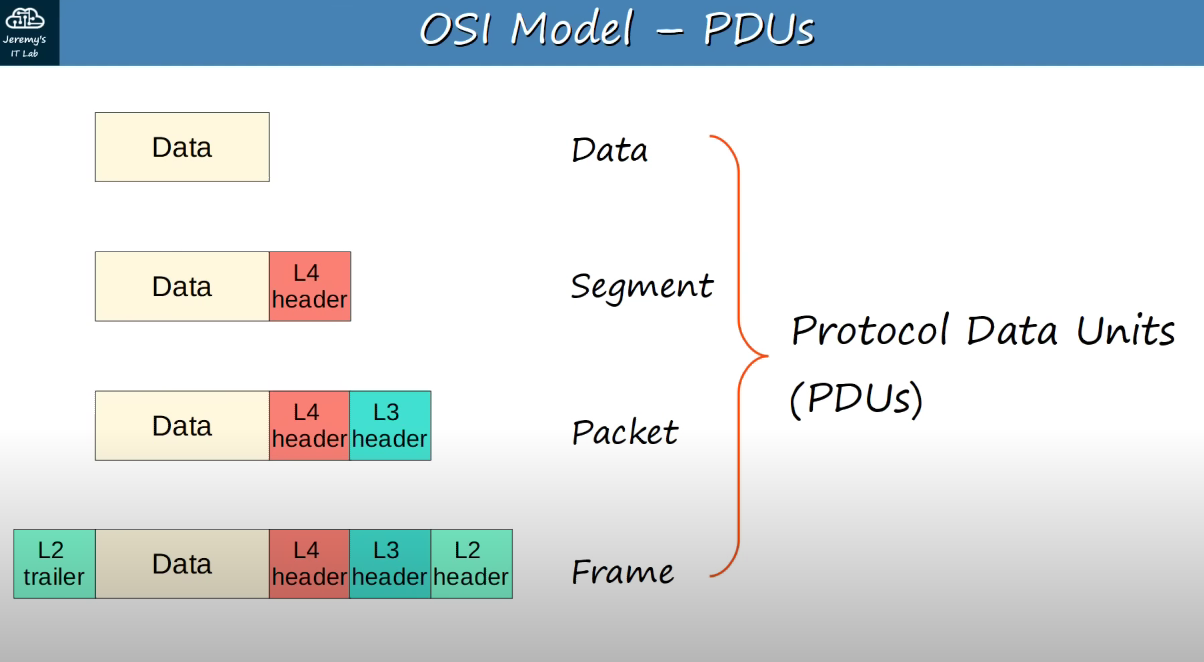 Jeremy's
IT Lab
OSI Model – PDUs
Data
Data
Data
L4
header
Segment
Data
L4
header
L3
header
Packet
L2
trailer
Data
L4
header
L3
header
L2
header
Frame
Protocol Data Units
(PDUs)